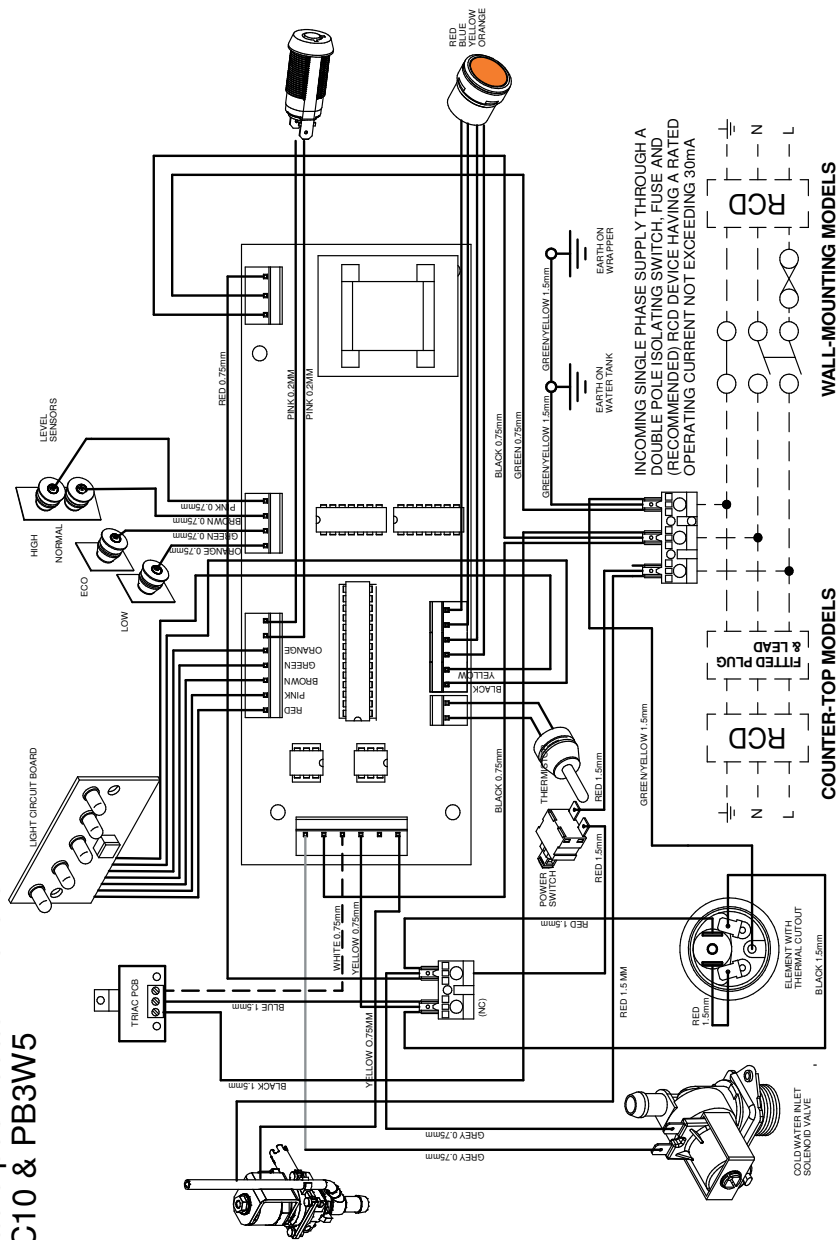 C10 & PB3W5
TRIAC PCB
LIGHT CIRCUIT BOARD
LEVEL
SENSORS
HIGH
NORMAL
ECO
LOW
RED
BLUE
YELLOW
ORANGE
RED 0.75mm
PINK 0.2MM
PINK 0.2MM
PINK 0.75mm
BROWN 0.75mm
GREEN 0.75mm
ORANGE 0.75mm
ORANGE
GREEN
BROWN
PINK
RED
YELLOW
BLACK
BLACK 1.5mm
BLUE 1.5mm
WHITE 0.75mm
YELLOW 0.75mm
YELLOW 0.75MM
GREY 0.75mm
GREY 0.75mm
(NC)
RED 1.5 MM
THERMISTOR
POWER
SWITCH
RED 1.5mm
RED 1.5mm
RED 1.5mm
BLACK 0.75mm
BLACK 0.75mm
GREEN 0.75mm
GREEN/YELLOW 1.5mm
GREEN/YELLOW 1.5mm
GREEN/YELLOW 1.5mm
GREEN/YELLOW 1.5mm
EARTH ON
WATER TANK
EARTH ON
WRAPPER
COLD WATER INLET
SOLENOID VALVE
RED
1.5mm
ELEMENT WITH
THERMAL CUTOUT
BLACK 1.5mm
INCOMING SINGLE PHASE SUPPLY THROUGH A
DOUBLE POLE ISOLATING SWITCH, FUSE AND
(RECOMMENDED) RCD DEVICE HAVING A RATED
OPERATING CURRENT NOT EXCEEDING 30mA
N
L
RCD
FITTED PLUG
& LEAD
RCD
N
L
COUNTER-TOP MODELS
WALL-MOUNTING MODELS